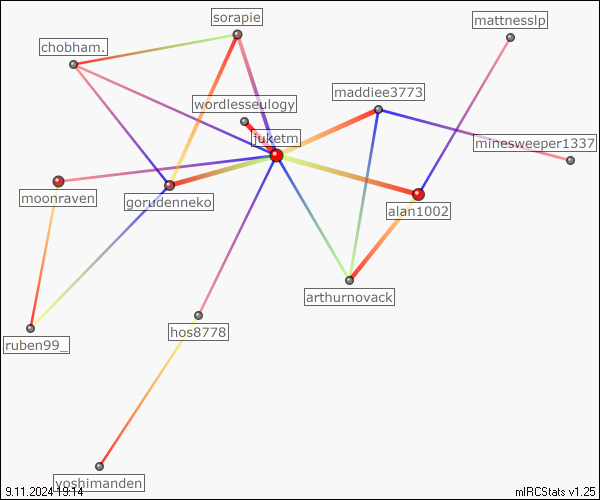 sorapie
mattnesslp
chobham.
maddiee3773
wordlesseulogy
juketm
minesweeper1337
moonraven
gorudenneko
alan1002
arthurnovack
hos8778
ruben99_
yoshimanden
9.11.2024 19:14
mIRCStats v1.25